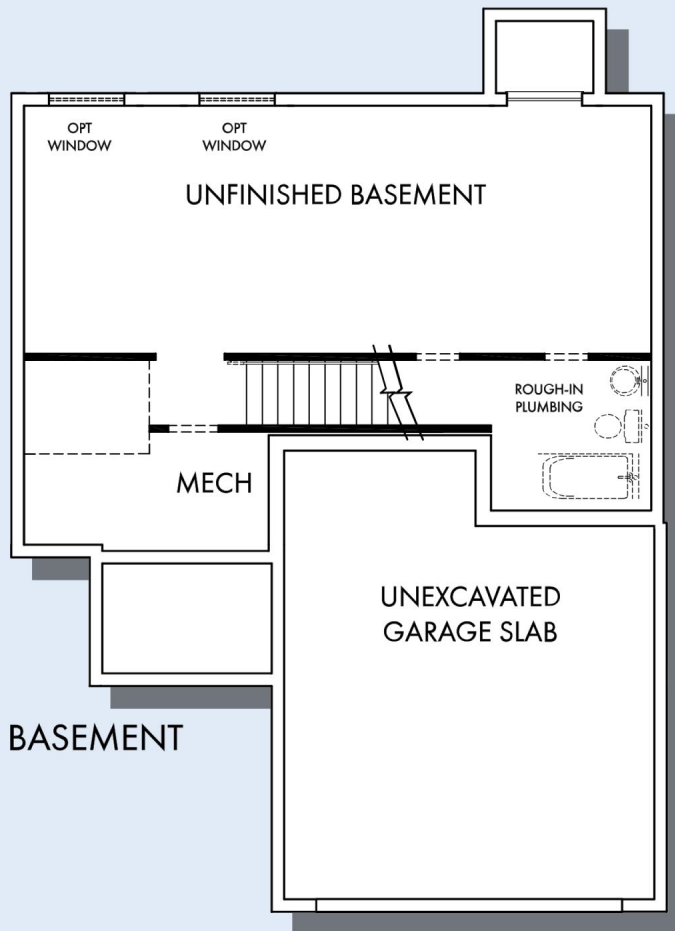 OPT
WINDOW
OPT
WINDOW
UNFINISHED BASEMENT
ROUGH-IN
PLUMBING
MECH
UNEXCAVATED
GARAGE SLAB
BASEMENT